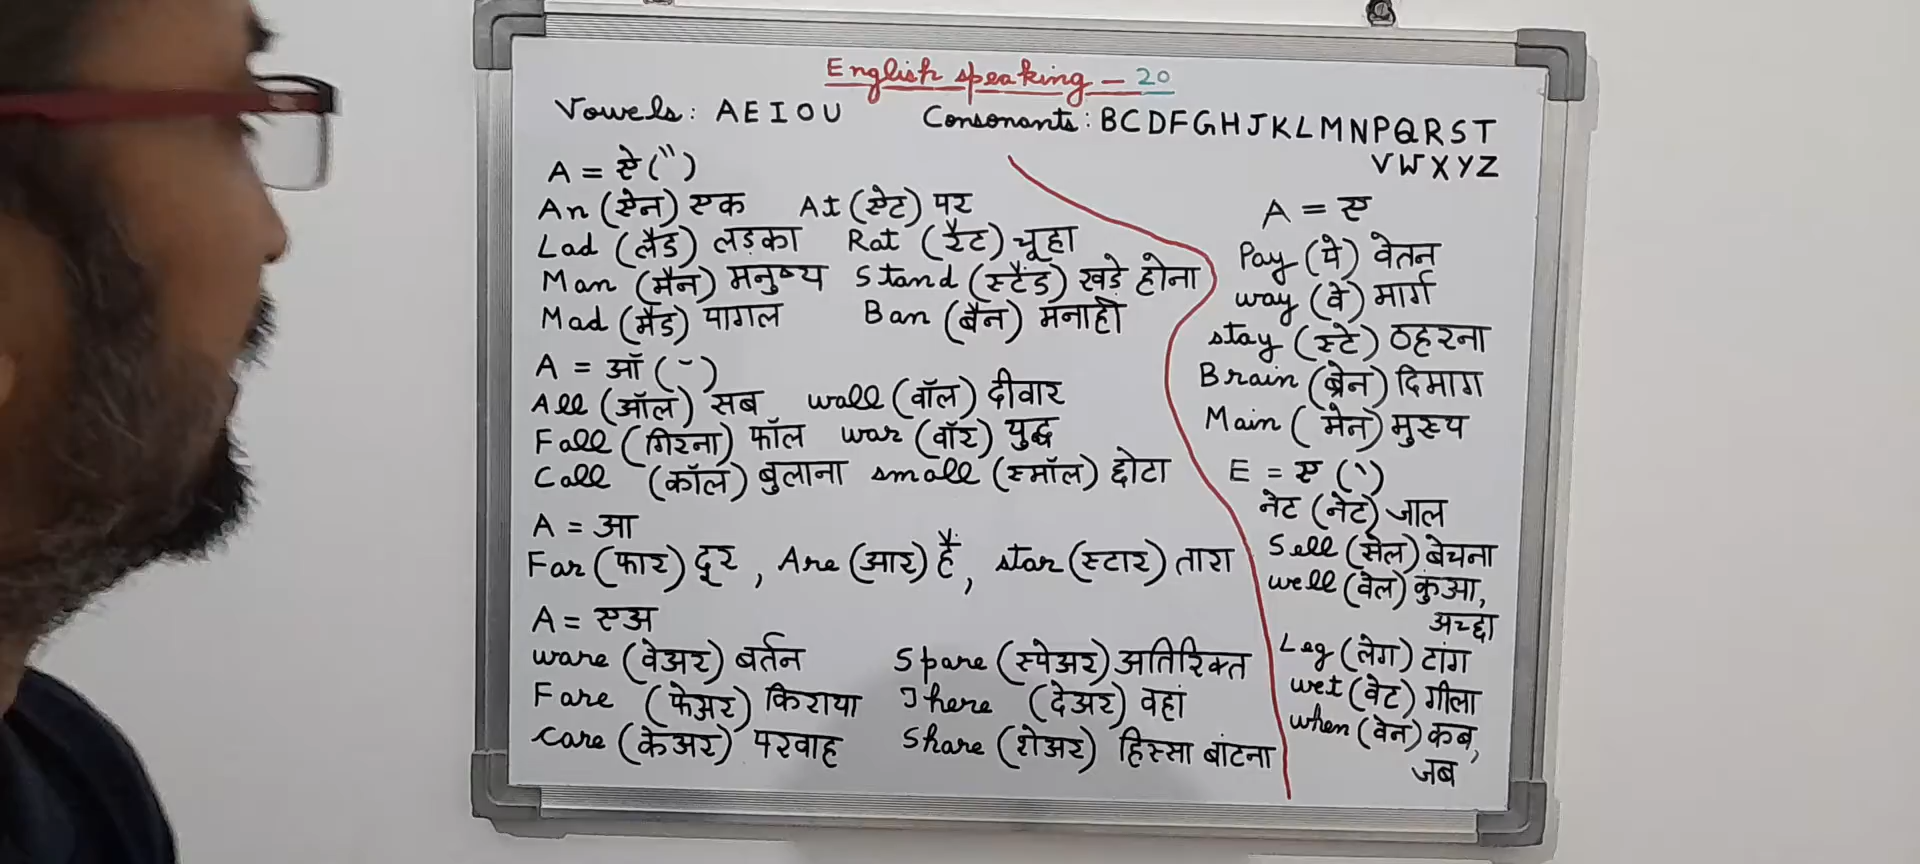 English speaking - 20
Vowels: A E I O U
Consonants: B C D F G H J K L M N P Q R S T
V W X Y Z
A = ऐ (ै)
An (ऐन) एक At (ऐट) पर
Lad (लैड) लड़का Rat (रैट) चूहा
Man (मैन) मनुष्य Stand (स्टैंड) खड़े होना
Mad (मैड) पागल Ban (बैन) मनाही
A = ऑ (ॅ)
All (ऑल) सब wall (वॉल) दीवार
Fall (गिरना) फॉल war (वॉर) युद्ध
Call (कॉल) बुलाना small (स्मॉल) छोटा
A = आ
Far (फार) दूर, Are (आर) हैं, star (स्टार) तारा
A = एअ
ware (वेअर) बर्तन Spare (स्पेअर) अतिरिक्त
Fare (फेअर) किराया There (देअर) वहां
Care (केअर) परवाह Share (शेअर) हिस्सा बांटना
A = ए
Pay (पे) वेतन
way (वे) मार्ग
stay (स्टे) ठहरना
Brain (ब्रेन) दिमाग
Main (मेन) मुख्य
E = ए (े)
नेट (नेट) जाल
Sell (सेल) बेचना
well (वेल) कुंआ,
अच्छा
Leg (लेग) टांग
wet (वेट) गीला
when (वेन) कब,
जब